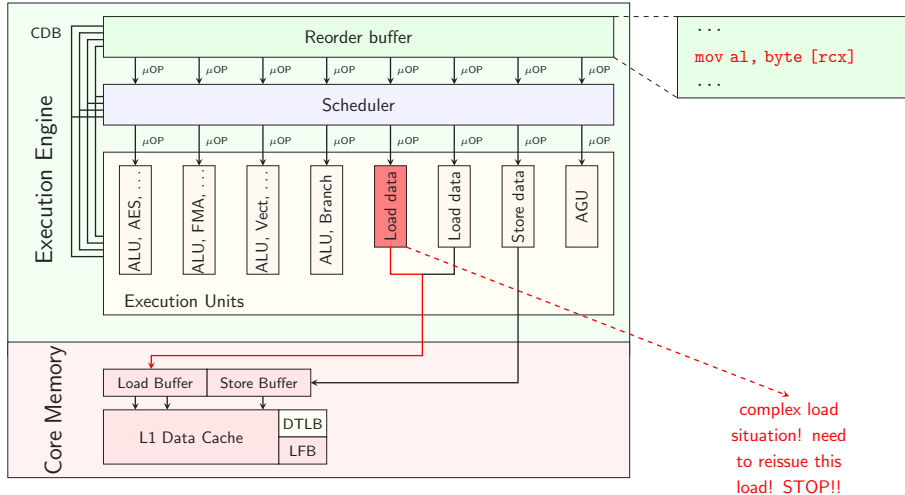 CDB
Reorder buffer
...
mov al, byte [rcx]
...
μOP μOP μOP μOP μOP μOP μOP μOP
Scheduler
μOP μOP μOP μOP μOP μOP μOP μOP
Execution Engine
ALU, AES, ...
ALU, FMA, ...
ALU, Vect, ...
ALU, Branch
Load data
Load data
Store data
AGU
Execution Units
Core Memory
Load Buffer
Store Buffer
L1 Data Cache
DTLB
LFB
complex load
situation! need
to reissue this
load! STOP!!